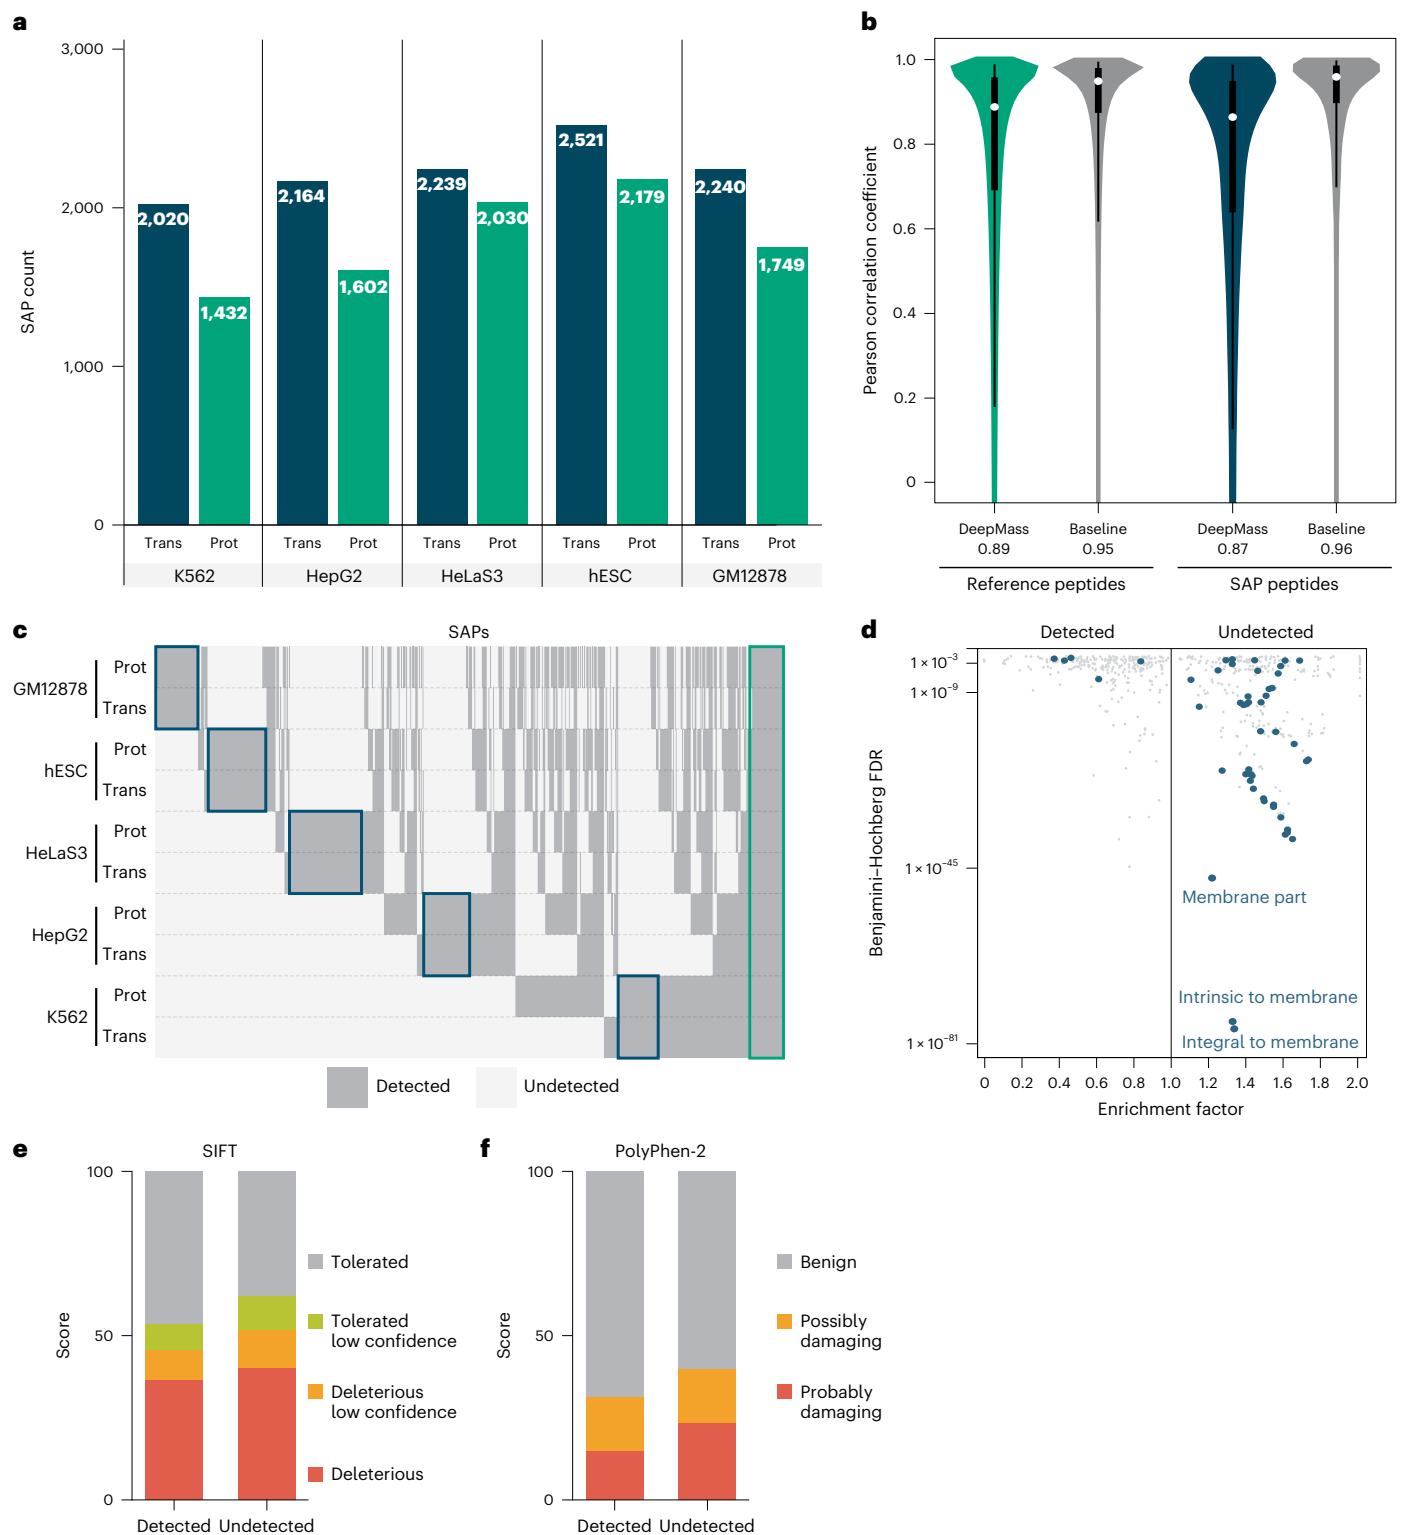 a
3,000
2,000
1,000
0
SAP count
2,020
1,432
2,164
1,602
2,239
2,030
2,521
2,179
2,240
1,749
Trans Prot Trans Prot Trans Prot Trans Prot Trans Prot
K562 HepG2 HeLaS3 hESC GM12878
b
1.0
0.8
0.6
0.4
0.2
0
Pearson correlation coefficient
DeepMass Baseline DeepMass Baseline
0.89 0.95 0.87 0.96
Reference peptides SAP peptides
c
SAPs
GM12878
Prot
Trans
hESC
Prot
Trans
HeLaS3
Prot
Trans
HepG2
Prot
Trans
K562
Prot
Trans
Detected Undetected
d
Detected Undetected
1 × 10⁻³
1 × 10⁻⁹
1 × 10⁻⁴⁵
1 × 10⁻⁸¹
Benjamini–Hochberg FDR
Membrane part
Intrinsic to membrane
Integral to membrane
0 0.2 0.4 0.6 0.8 1.0 1.2 1.4 1.6 1.8 2.0
Enrichment factor
e
SIFT
100
50
0
Score
Tolerated
Tolerated
low confidence
Deleterious
low confidence
Deleterious
Detected Undetected
f
PolyPhen-2
100
50
0
Score
Benign
Possibly
damaging
Probably
damaging
Detected Undetected